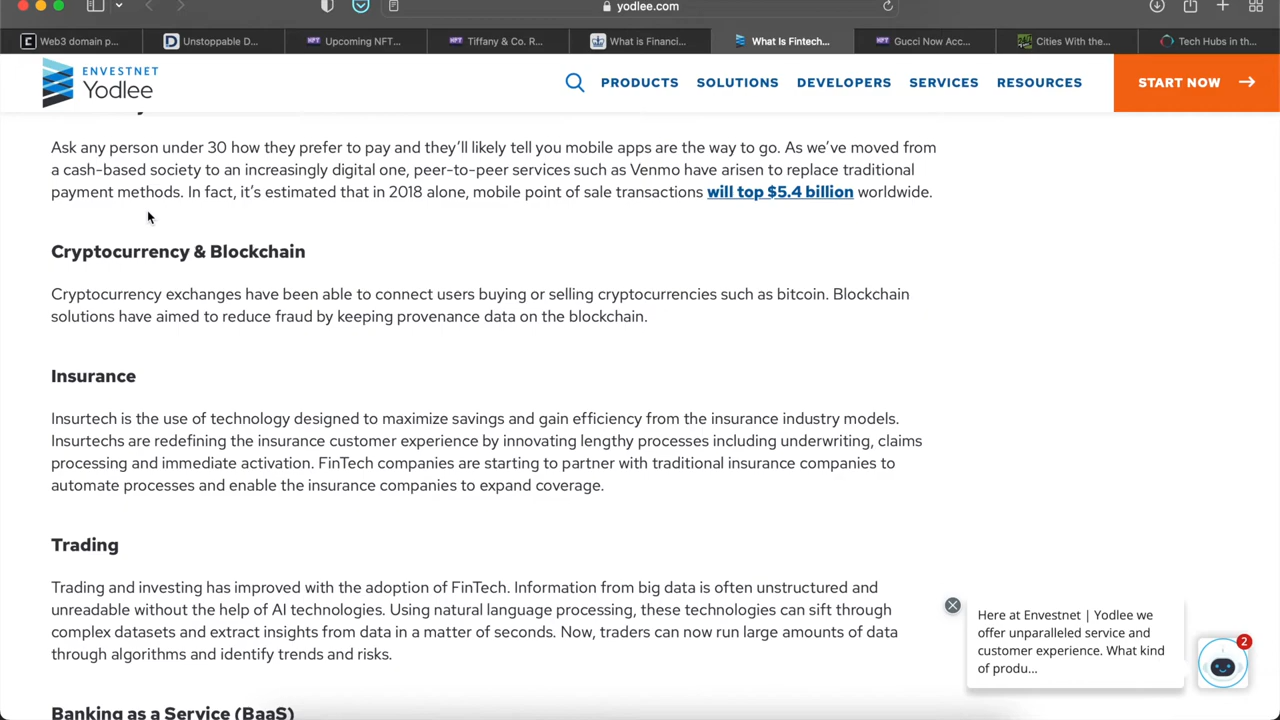 yodlee.com
Web3 domain p...
Unstoppable D...
Upcoming NFT...
Tiffany & Co. R...
What is Financi...
What Is Fintech...
Gucci Now Acc...
Cities With the...
Tech Hubs in th...
ENVESTNET
Yodlee
PRODUCTS
SOLUTIONS
DEVELOPERS
SERVICES
RESOURCES
START NOW
Ask any person under 30 how they prefer to pay and they’ll likely tell you mobile apps are the way to go. As we’ve moved from
a cash-based society to an increasingly digital one, peer-to-peer services such as Venmo have arisen to replace traditional
payment methods. In fact, it’s estimated that in 2018 alone, mobile point of sale transactions will top $5.4 billion worldwide.
Cryptocurrency & Blockchain
Cryptocurrency exchanges have been able to connect users buying or selling cryptocurrencies such as bitcoin. Blockchain
solutions have aimed to reduce fraud by keeping provenance data on the blockchain.
Insurance
Insurtech is the use of technology designed to maximize savings and gain efficiency from the insurance industry models.
Insurtechs are redefining the insurance customer experience by innovating lengthy processes including underwriting, claims
processing and immediate activation. FinTech companies are starting to partner with traditional insurance companies to
automate processes and enable the insurance companies to expand coverage.
Trading
Trading and investing has improved with the adoption of FinTech. Information from big data is often unstructured and
unreadable without the help of AI technologies. Using natural language processing, these technologies can sift through
complex datasets and extract insights from data in a matter of seconds. Now, traders can now run large amounts of data
through algorithms and identify trends and risks.
Banking as a Service (BaaS)
Here at Envestnet | Yodlee we
offer unparalleled service and
customer experience. What kind
of produ...
2